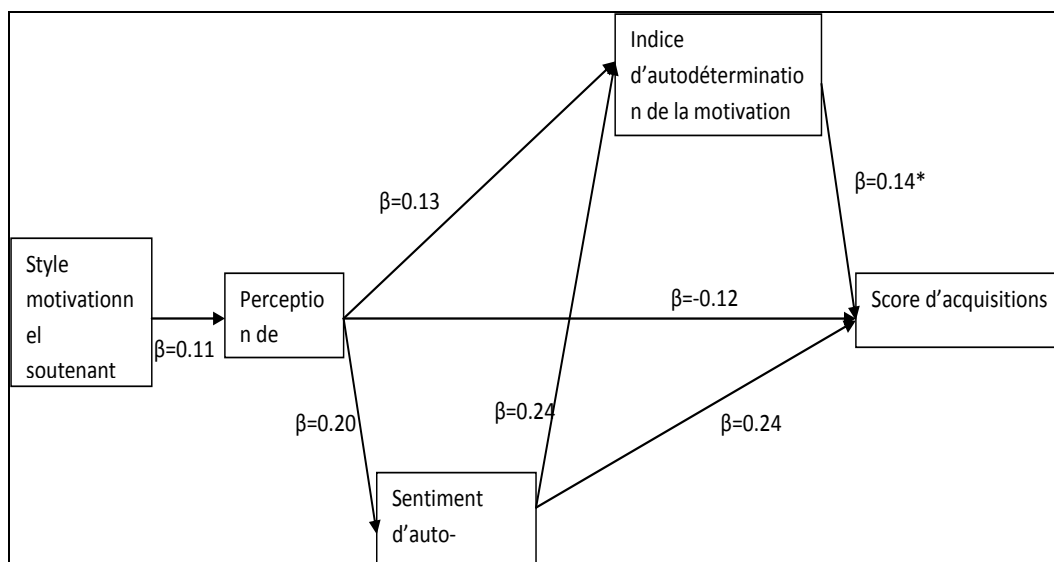 Indice
d’autodéterminatio
n de la motivation
β=0.13
β=0.14*
Style
motivationn
el
soutenant
Perceptio
n de
β=-0.12
Score d’acquisitions
β=0.11
β=0.20
β=0.24
β=0.24
Sentiment
d’auto-